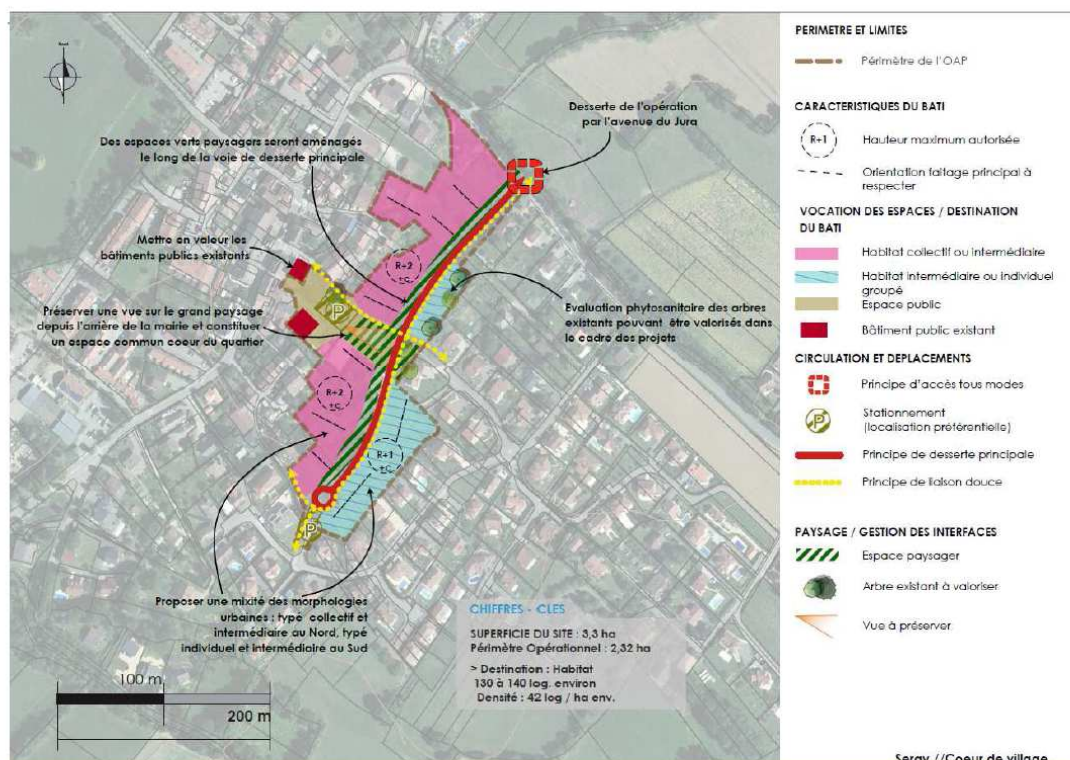 Desserte de l'opération
par l'avenue du Jura
Des espaces verts paysagers seront aménagés
le long de la voie de desserte principale
Mettre en valeur les
bâtiments publics existants
Préserver une vue sur le grand paysage
depuis l'arrière de la mairie et constituer
un espace commun coeur du quartier
R+2
+c
P
Evaluation phytosanitaire des arbres
existants pouvant être valorisés dans
le cadre des projets
R+2
+C
R+1
+C
P
Proposer une mixité des morphologies
urbaines : typé collectif et
intermédiaire au Nord, typé
individuel et intermédiaire au Sud
CHIFFRES - CLES
SUPERFICIE DU SITE : 3,3 ha
Périmètre Opérationnel : 2,32 ha
> Destination : Habitat
130 à 140 log. environ
Densité : 42 log / ha env.
100 m
200 m
PERIMETRE ET LIMITES
Périmètre de l'OAP
CARACTERISTIQUES DU BATI
R+1
Hauteur maximum autorisée
Orientation faîtage principal à
respecter
VOCATION DES ESPACES / DESTINATION
DU BATI
Habitat collectif ou intermédiaire
Habitat intermédiaire ou individuel
groupé
Espace public
Bâtiment public existant
CIRCULATION ET DEPLACEMENTS
Principe d'accès tous modes
P
Stationnement
(localisation préférentielle)
Principe de desserte principale
Principe de liaison douce
PAYSAGE / GESTION DES INTERFACES
Espace paysager
Arbre existant à valoriser
Vue à préserver
Sergy //Coeur de village